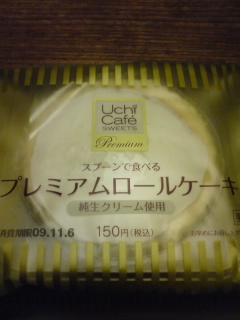 Uchi
Café
SWEETS
Premium
スプーンで食べる
プレミアムロールケーキ
純生クリーム使用
消費期限09.11.6
150円(税込)